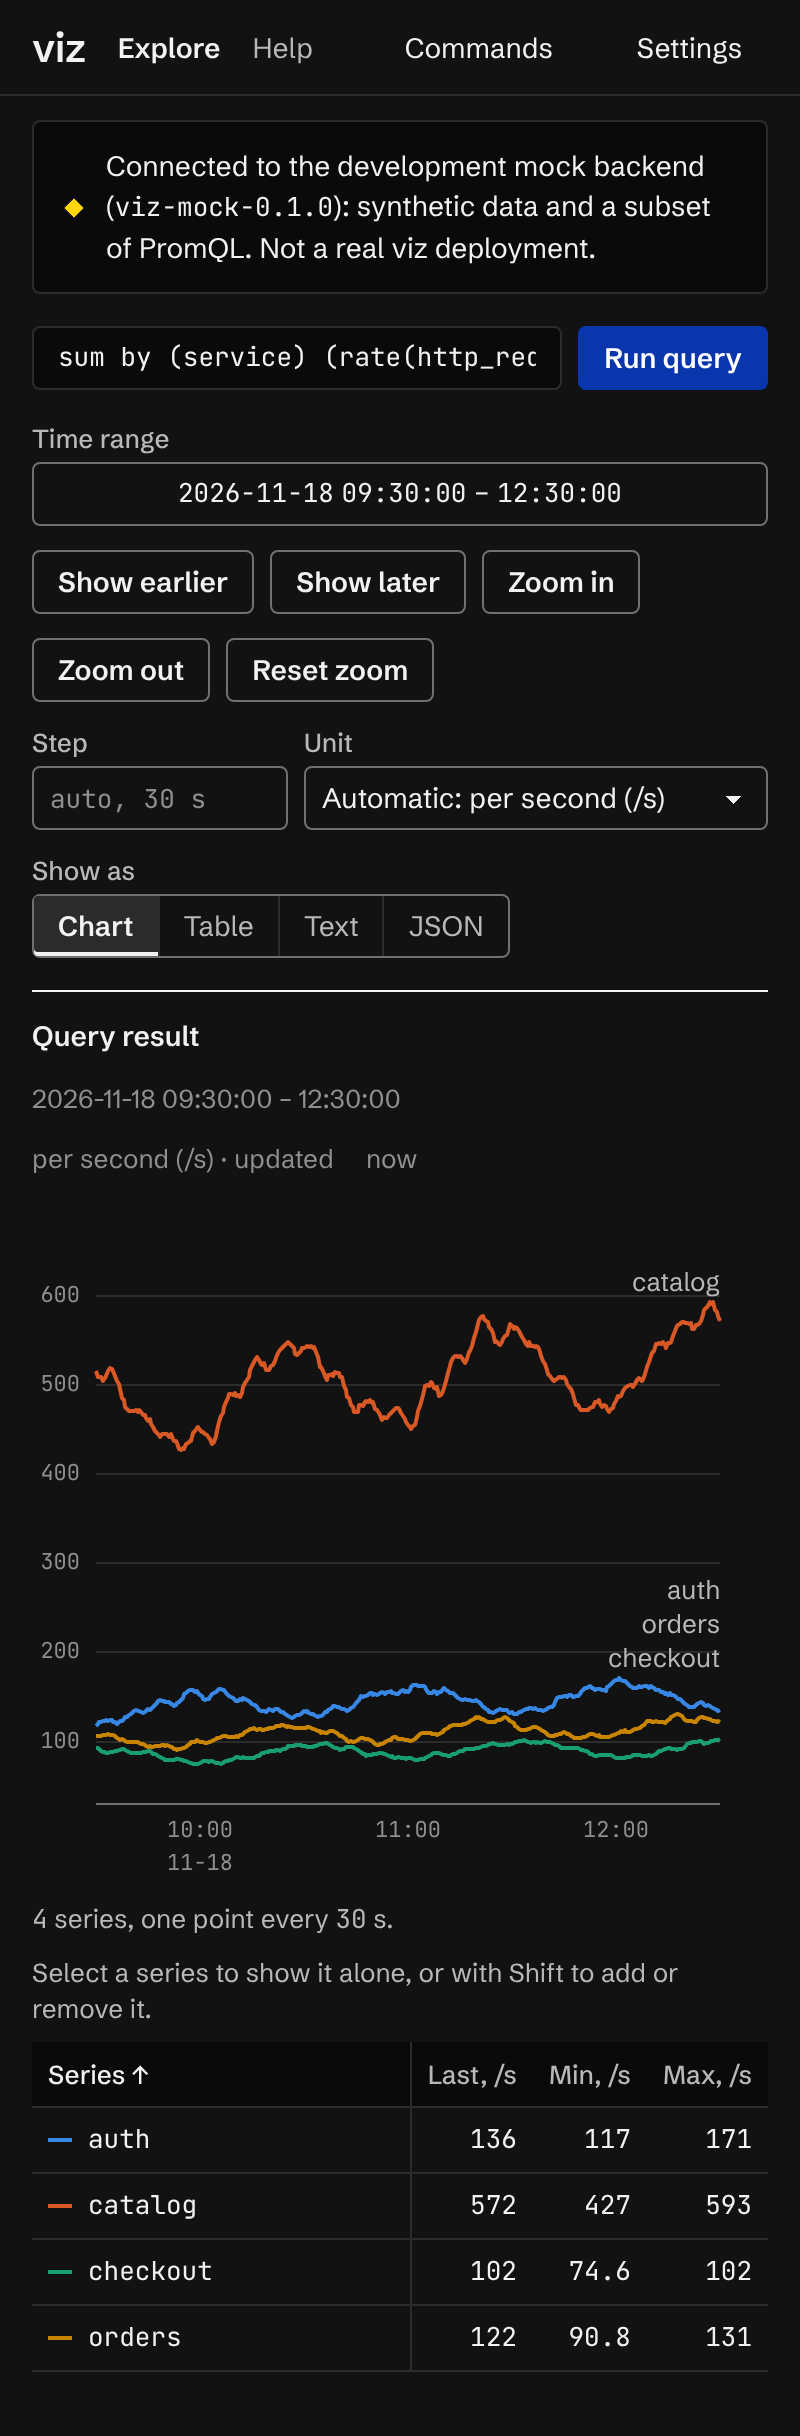 viz Explore Help Commands Settings
Connected to the development mock backend
(viz-mock-0.1.0): synthetic data and a subset
of PromQL. Not a real viz deployment.
sum by (service) (rate(http_rec
Run query
Time range
2026-11-18 09:30:00 – 12:30:00
Show earlier Show later Zoom in
Zoom out Reset zoom
Step Unit
auto, 30 s Automatic: per second (/s)
Show as
Chart Table Text JSON
Query result
2026-11-18 09:30:00 – 12:30:00
per second (/s) · updated now
catalog
600
500
400
300
auth
orders
200
checkout
100
10:00 11:00 12:00
11-18
4 series, one point every 30 s.
Select a series to show it alone, or with Shift to add or
remove it.
Series ↑ Last, /s Min, /s Max, /s
auth 136 117 171
catalog 572 427 593
checkout 102 74.6 102
orders 122 90.8 131